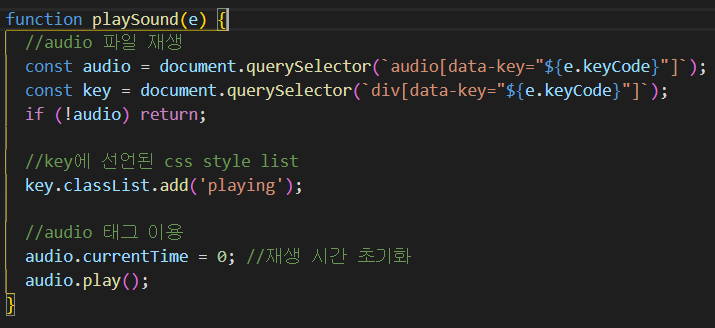 function playSound(e) {
  //audio 파일 재생
  const audio = document.querySelector(`audio[data-key="${e.keyCode}"]`);
  const key = document.querySelector(`div[data-key="${e.keyCode}"]`);
  if (!audio) return;

  //key에 선언된 css style list
  key.classList.add('playing');

  //audio 태그 이용
  audio.currentTime = 0; //재생 시간 초기화
  audio.play();
}